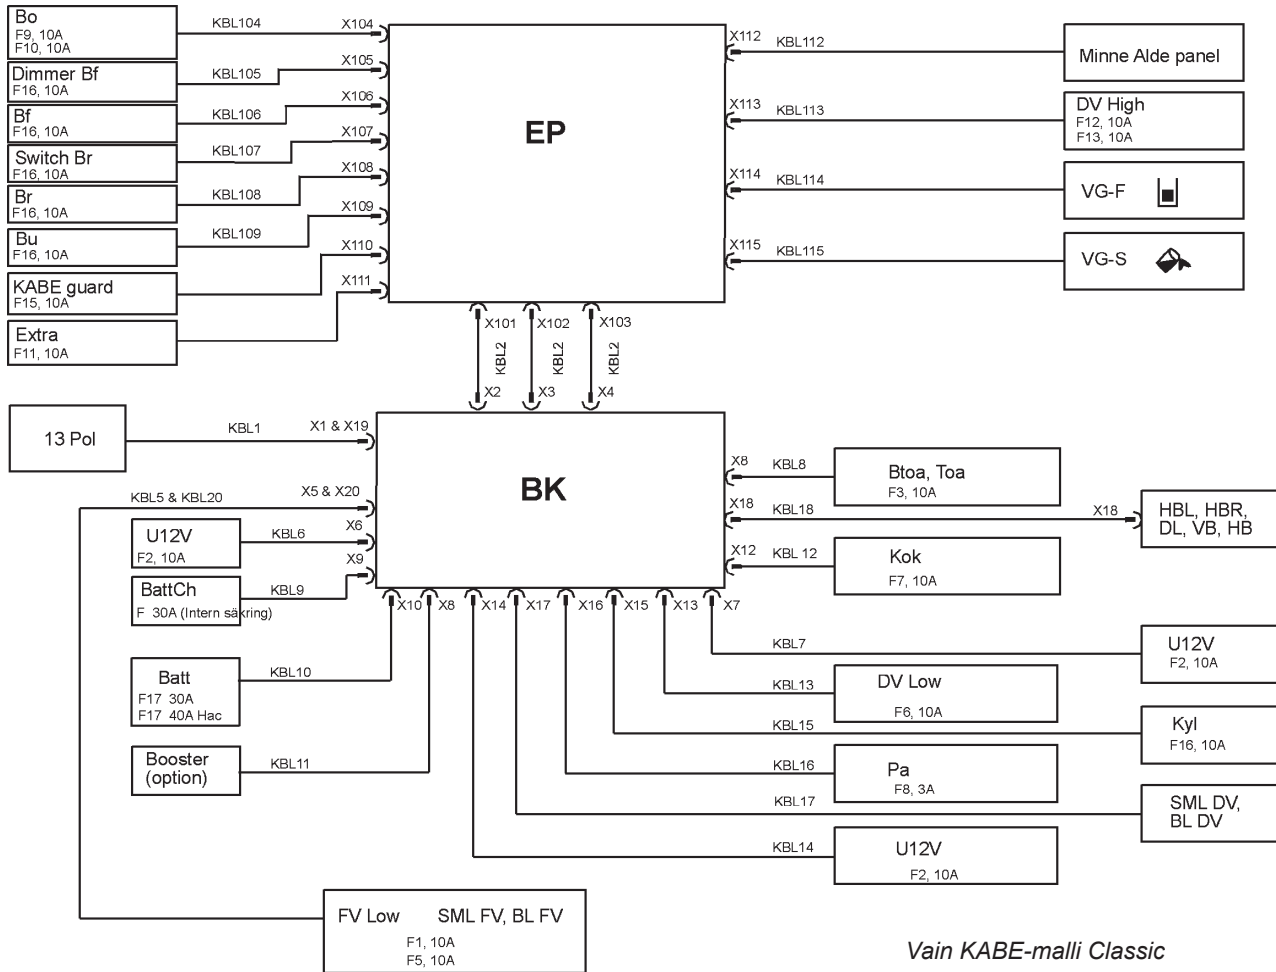 Bo
F9, 10A
F10, 10A
KBL104
X104
Dimmer Bf
F16, 10A
KBL105
X105
Bf
F16, 10A
KBL106
X106
Switch Br
F16, 10A
KBL107
X107
Br
F16, 10A
KBL108
X108
Bu
F16, 10A
KBL109
X109
KABE guard
F15, 10A
X110
Extra
F11, 10A
X111
EP
X112
KBL112
Minne Alde panel
X113
KBL113
DV High
F12, 10A
F13, 10A
X114
KBL114
VG-F
X115
KBL115
VG-S
X101
X102
X103
KBL2
KBL2
KBL2
X2
X3
X4
13 Pol
KBL1
X1 & X19
KBL5 & KBL20
X5 & X20
U12V
F2, 10A
KBL6
X6
BattCh
F 30A (Intern säkring)
KBL9
X9
BK
X8
KBL8
Btoa, Toa
F3, 10A
X18
KBL18
X18
HBL, HBR,
DL, VB, HB
X12
KBL 12
Kok
F7, 10A
X10
X8
X14
X17
X16
X15
X13
X7
Batt
F17 30A
F17 40A Hac
KBL10
Booster
(option)
KBL11
KBL7
U12V
F2, 10A
KBL13
DV Low
F6, 10A
KBL15
Kyl
F16, 10A
KBL16
Pa
F8, 3A
KBL17
SML DV,
BL DV
KBL14
U12V
F2, 10A
FV Low SML FV, BL FV
F1, 10A
F5, 10A
Vain KABE-malli Classic